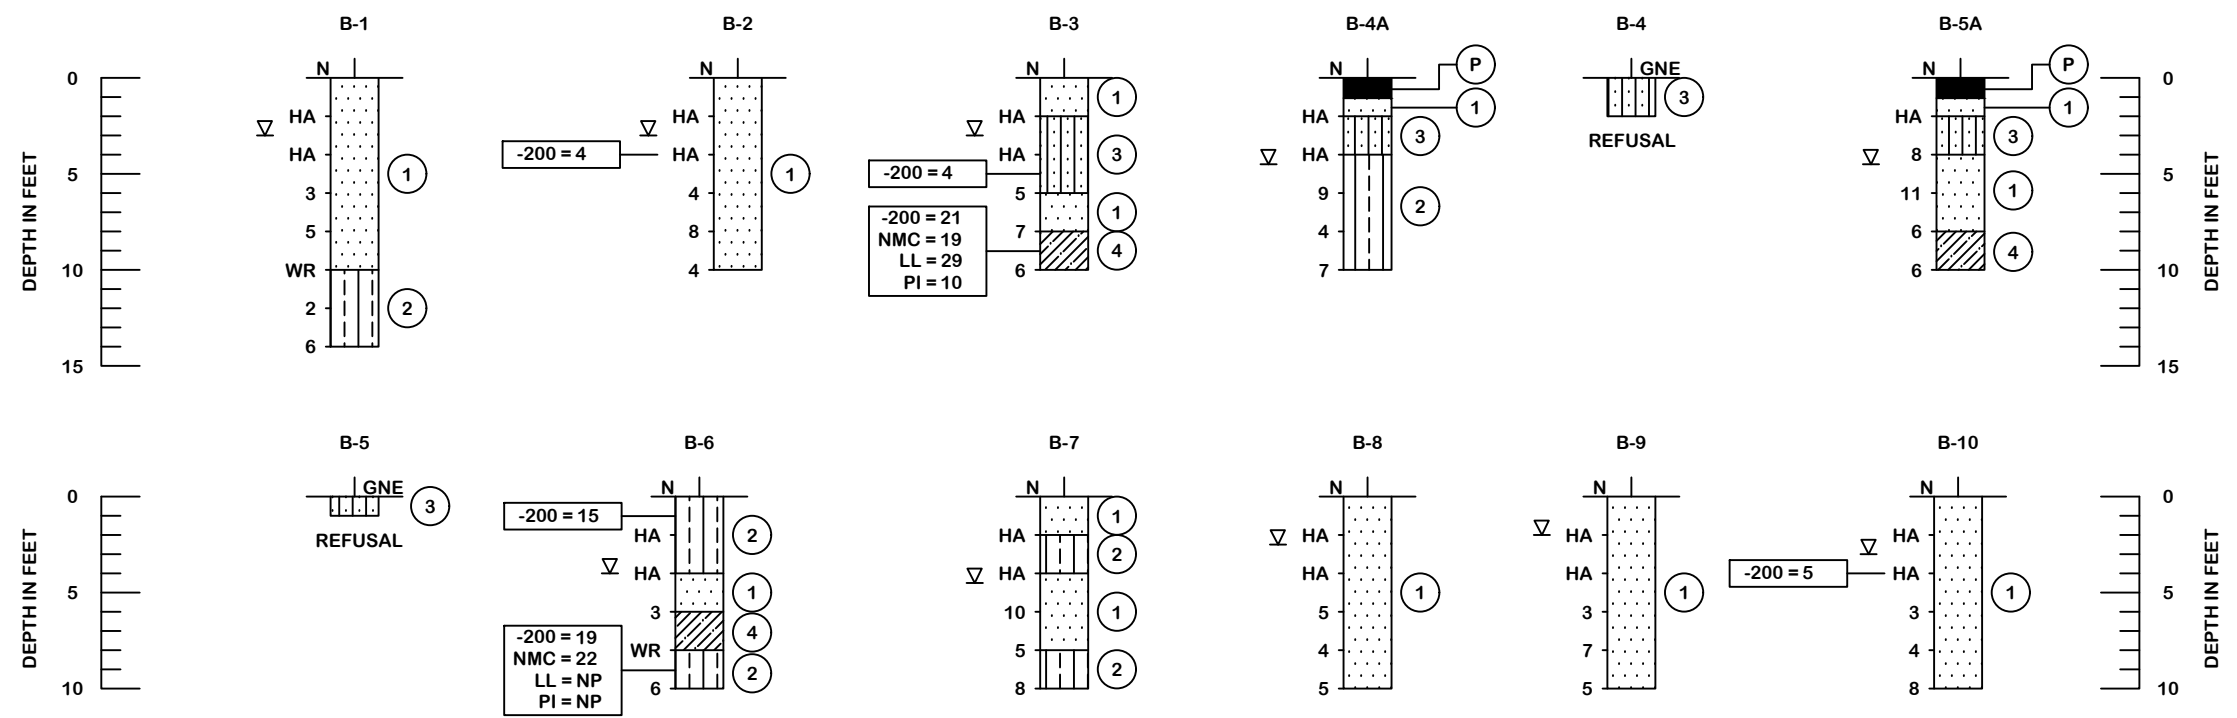 B-1
B-2
B-3
B-4A
B-4
B-5A
DEPTH IN FEET
0
5
10
15
N
HA
HA
3
5
WR
2
6
1
2
-200 = 4
N
HA
HA
4
8
4
1
-200 = 4
-200 = 21
NMC = 19
LL = 29
PI = 10
N
HA
HA
5
7
6
1
3
1
4
N
HA
HA
9
4
7
P
1
3
2
GNE
3
REFUSAL
N
HA
8
11
6
6
P
1
3
1
4
0
5
10
15
DEPTH IN FEET
B-5
B-6
B-7
B-8
B-9
B-10
DEPTH IN FEET
0
5
10
GNE
3
REFUSAL
-200 = 15
-200 = 19
NMC = 22
LL = NP
PI = NP
N
HA
HA
3
WR
6
2
1
4
2
N
HA
HA
10
5
8
1
2
1
2
N
HA
HA
5
4
5
1
N
HA
HA
3
7
5
1
-200 = 5
N
HA
HA
3
4
8
1
0
5
10
DEPTH IN FEET